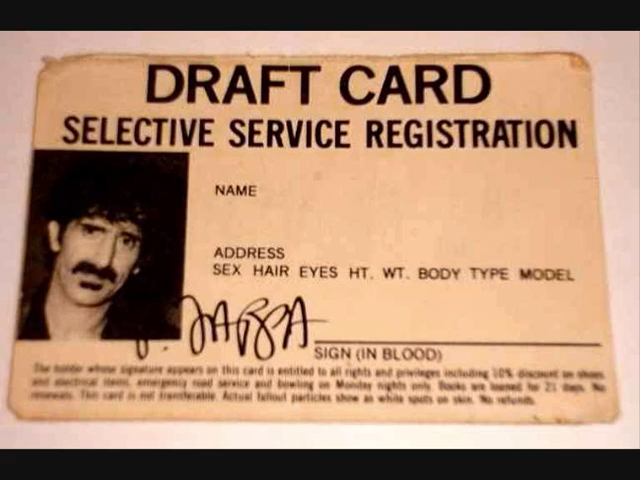 DRAFT CARD
SELECTIVE SERVICE REGISTRATION
NAME
ADDRESS
SEX HAIR EYES HT. WT. BODY TYPE MODEL
F. ZAPPA
SIGN (IN BLOOD)
The holder whose signature appears on this card is entitled to all rights and privileges including 10% discount on shoes
and electrical items, emergency road service and bowling on Monday nights only. Books are loaned for 21 days. No
renewals. This card is not transferable. Actual fallout particles show as white spots on skin. No refunds.